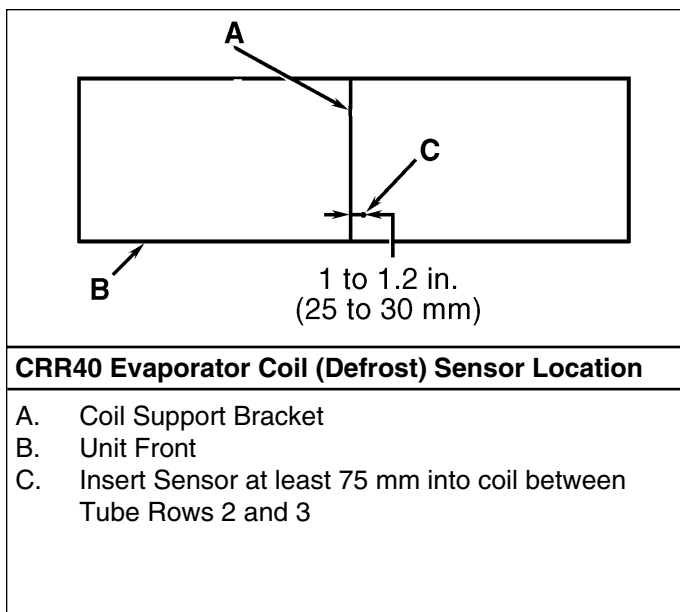 A
C
B
1 to 1.2 in.
(25 to 30 mm)
CRR40 Evaporator Coil (Defrost) Sensor Location
A. Coil Support Bracket
B. Unit Front
C. Insert Sensor at least 75 mm into coil between
Tube Rows 2 and 3